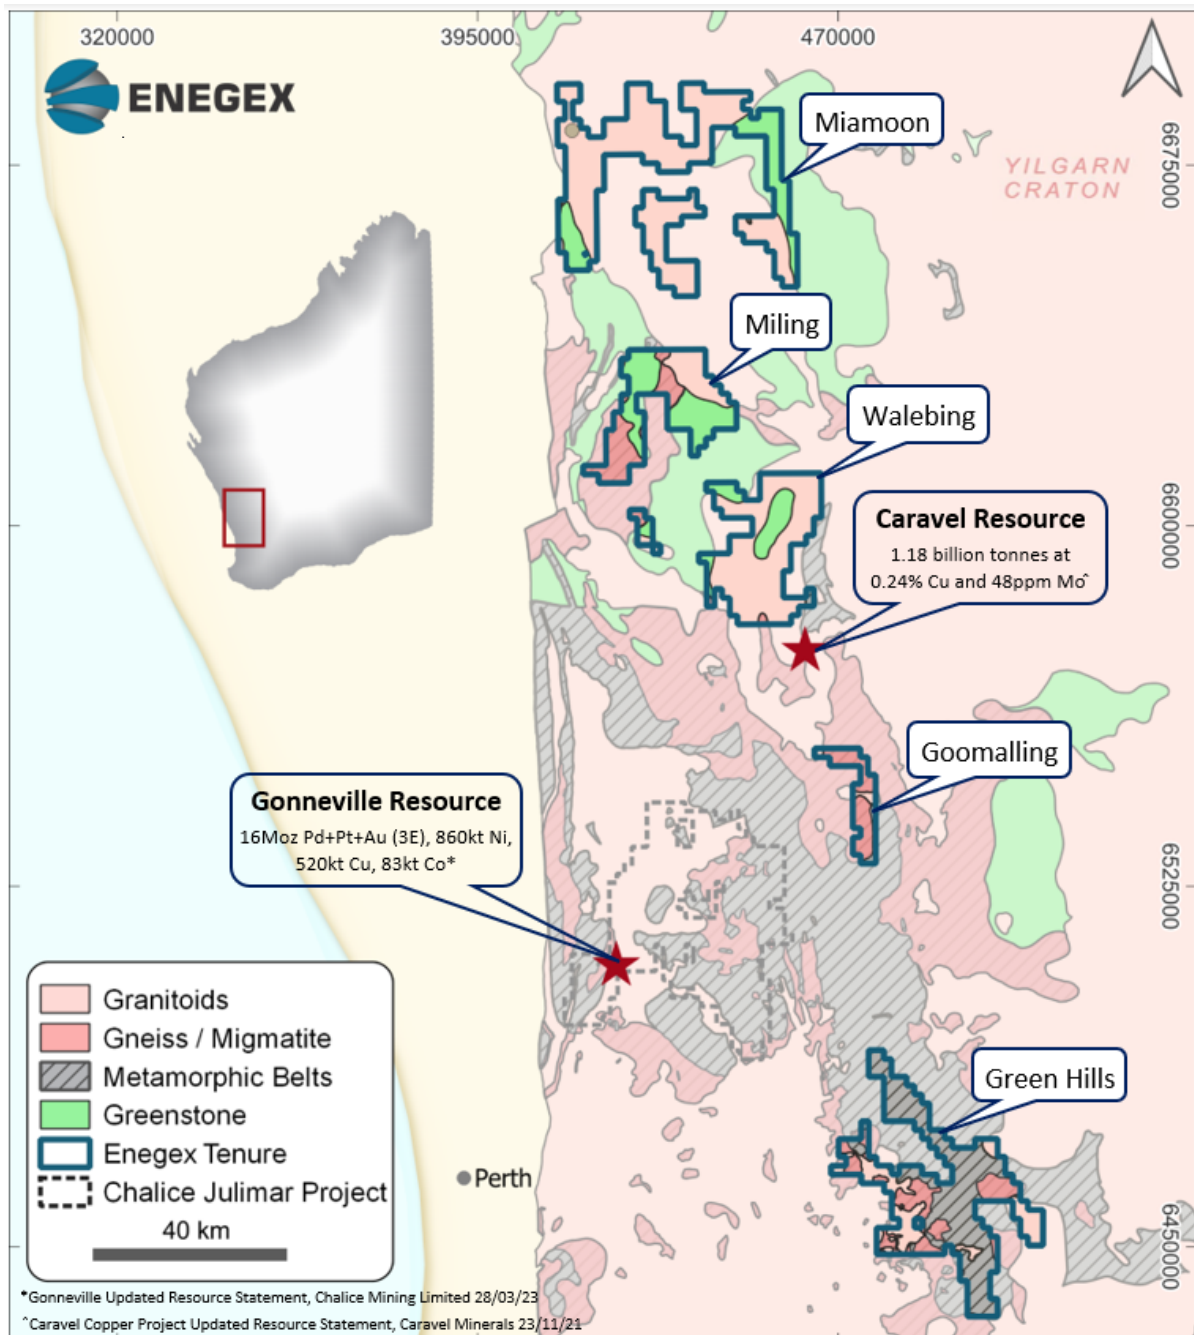 320000
395000
470000
ENEGEX
Miamoon
6675000
YILGARN
CRATON
Miling
Walebing
6600000
Caravel Resource
1.18 billion tonnes at
0.24% Cu and 48ppm Mo^
Goomalling
Gonneville Resource
16Moz Pd+Pt+Au (3E), 860kt Ni,
520kt Cu, 83kt Co*
6525000
Granitoids
Gneiss / Migmatite
Metamorphic Belts
Greenstone
Enegex Tenure
Chalice Julimar Project
40 km
Perth
Green Hills
6450000
*Gonneville Updated Resource Statement, Chalice Mining Limited 28/03/23
^Caravel Copper Project Updated Resource Statement, Caravel Minerals 23/11/21